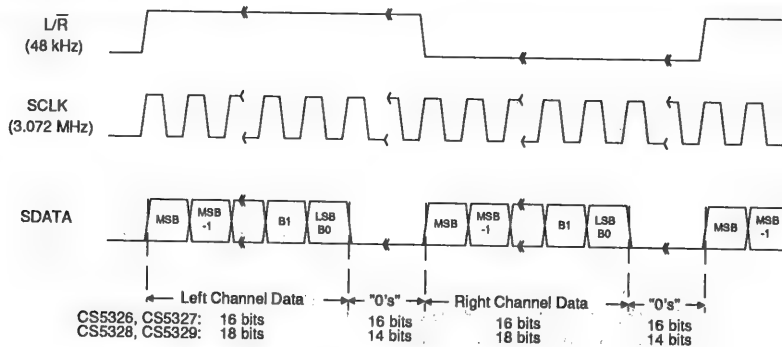 L/R̅
(48 kHz)
SCLK
(3.072 MHz)
SDATA
MSB MSB -1 B1 LSB B0 MSB MSB -1 B1 LSB B0 MSB MSB -1
Left Channel Data "0's" Right Channel Data "0's"
CS5326, CS5327: 16 bits 16 bits 16 bits 16 bits
CS5328, CS5329: 18 bits 14 bits 18 bits 14 bits